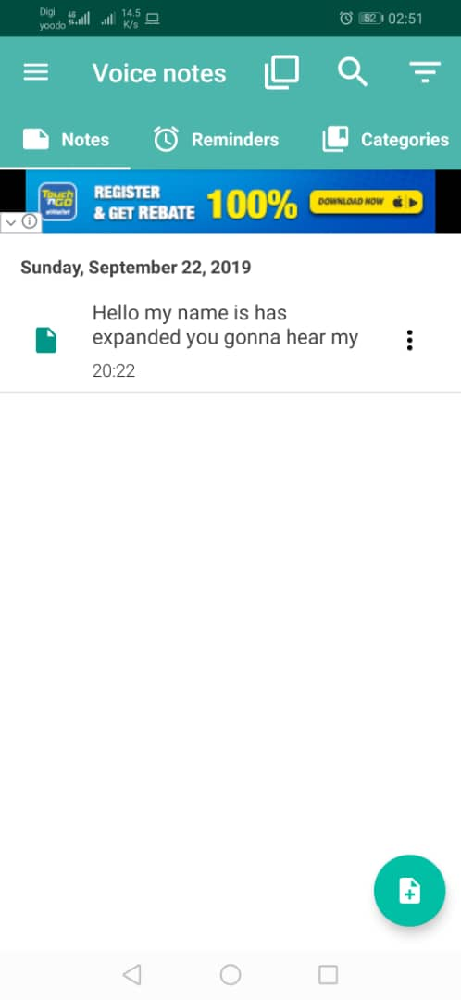 Digi 4G 14.5
yoodo K/s 52 02:51
Voice notes
Notes Reminders Categories
Touch
'nGO
eWallet
REGISTER
& GET REBATE 100% DOWNLOAD NOW
Sunday, September 22, 2019
Hello my name is has
expanded you gonna hear my
20:22